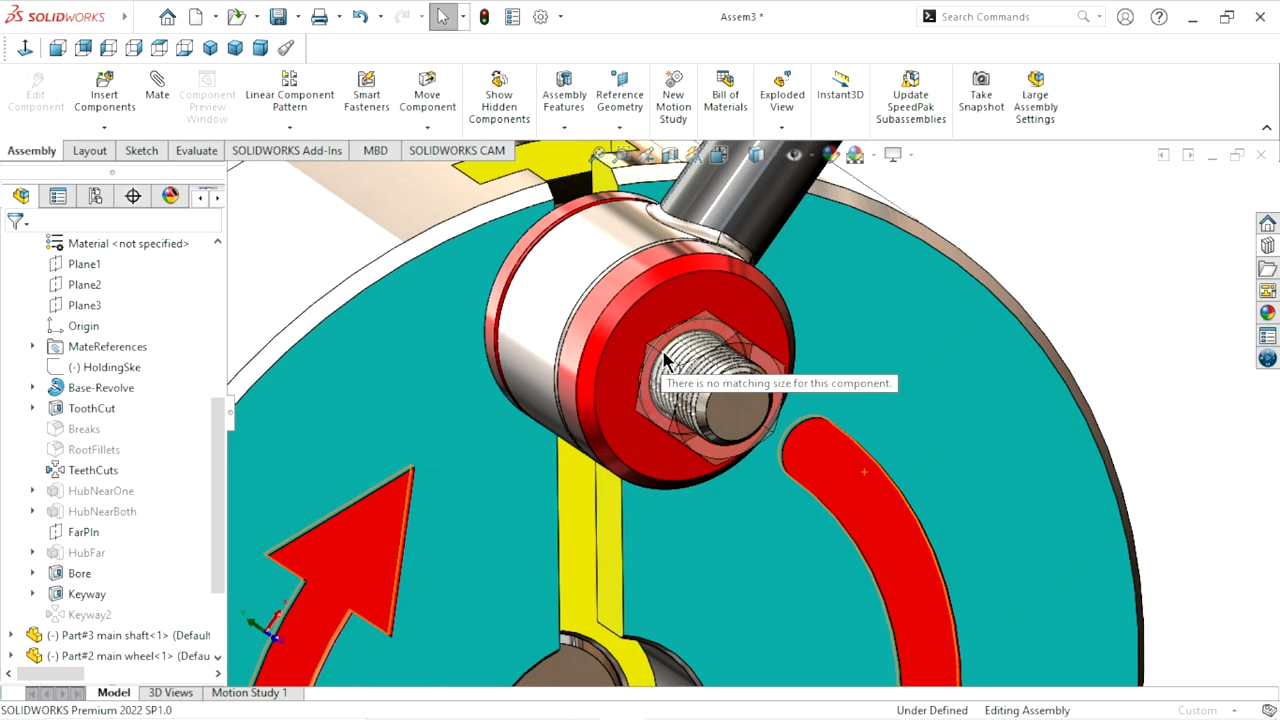 SOLIDWORKS
Assem3 *
Search Commands
Edit Component
Insert Components
Mate
Component Preview Window
Linear Component Pattern
Smart Fasteners
Move Component
Show Hidden Components
Assembly Features
Reference Geometry
New Motion Study
Bill of Materials
Exploded View
Instant3D
Update SpeedPak Subassemblies
Take Snapshot
Large Assembly Settings
Assembly
Layout
Sketch
Evaluate
SOLIDWORKS Add-Ins
MBD
SOLIDWORKS CAM
Material <not specified>
Plane1
Plane2
Plane3
Origin
MateReferences
(-) HoldingSke
Base-Revolve
ToothCut
Breaks
RootFillets
TeethCuts
HubNearOne
HubNearBoth
FarPln
HubFar
Bore
Keyway
Keyway2
(-) Part#3 main shaft<1> (Default
(-) Part#2 main wheel<1> (Defau
There is no matching size for this component.
Model
3D Views
Motion Study 1
SOLIDWORKS Premium 2022 SP1.0
Under Defined
Editing Assembly
Custom